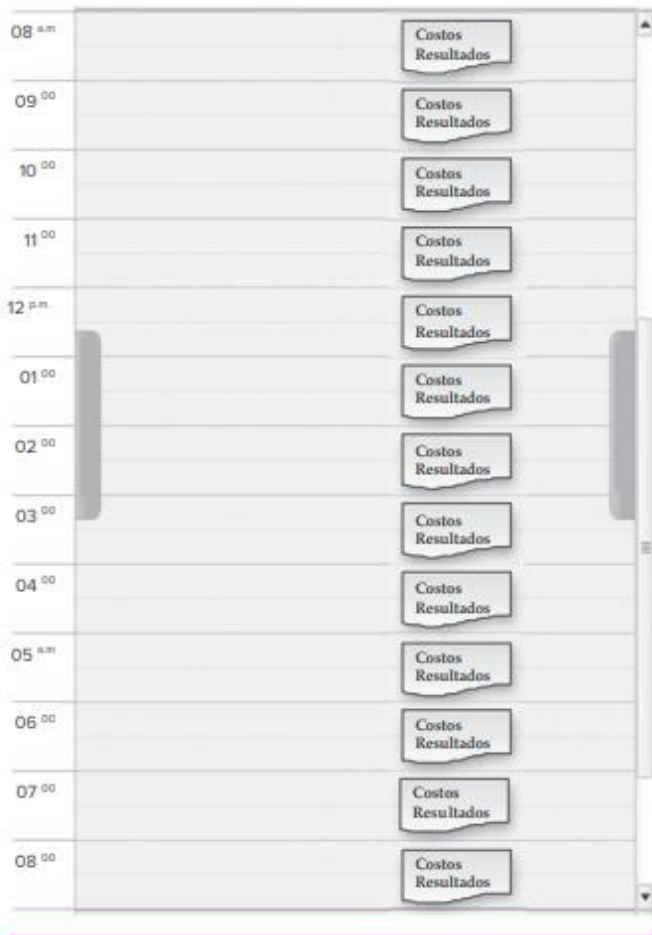 08 a.m
Costos
Resultados
09 00
Costos
Resultados
10 00
Costos
Resultados
11 00
Costos
Resultados
12 p.m.
Costos
Resultados
01 00
Costos
Resultados
02 00
Costos
Resultados
03 00
Costos
Resultados
04 00
Costos
Resultados
05 a.m
Costos
Resultados
06 00
Costos
Resultados
07 00
Costos
Resultados
08 00
Costos
Resultados